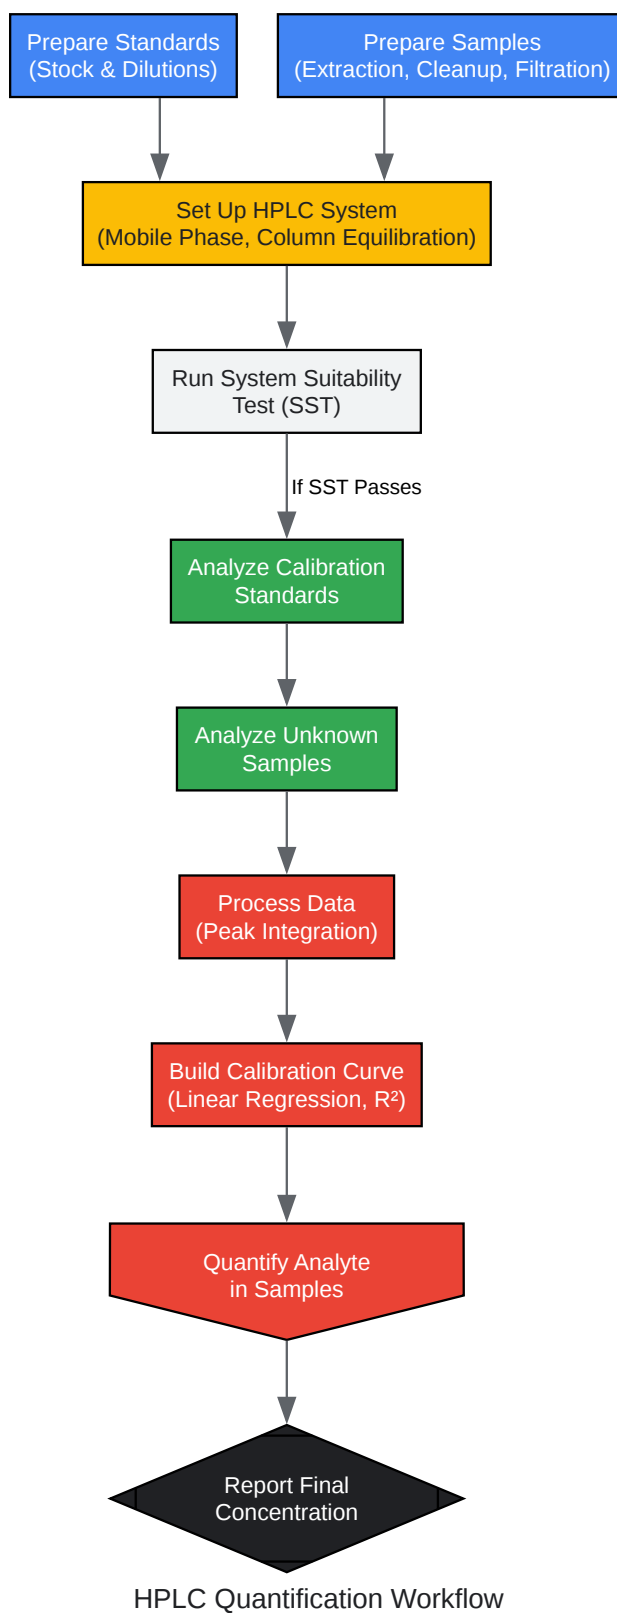 Prepare Standards
(Stock & Dilutions)
Prepare Samples
(Extraction, Cleanup, Filtration)
Set Up HPLC System
(Mobile Phase, Column Equilibration)
Run System Suitability
Test (SST)
If SST Passes
Analyze Calibration
Standards
Analyze Unknown
Samples
Process Data
(Peak Integration)
Build Calibration Curve
(Linear Regression, R²)
Quantify Analyte
in Samples
Report Final
Concentration
HPLC Quantification Workflow